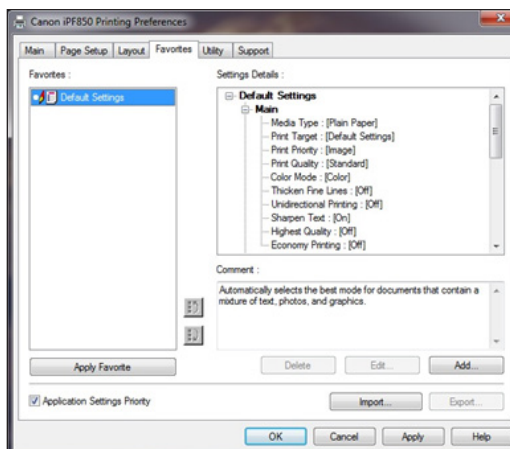 Canon iPF850 Printing Preferences
Main Page Setup Layout Favorites Utility Support
Favorites :
Default Settings
Settings Details :
Default Settings
Main
Media Type : [Plain Paper]
Print Target : [Default Settings]
Print Priority : [Image]
Print Quality : [Standard]
Color Mode : [Color]
Thicken Fine Lines : [Off]
Unidirectional Printing : [Off]
Sharpen Text : [On]
Highest Quality : [Off]
Economy Printing : [Off]
Comment :
Automatically selects the best mode for documents that contain a
mixture of text, photos, and graphics.
Apply Favorite
Delete Edit... Add...
Application Settings Priority
Import... Export...
OK Cancel Apply Help